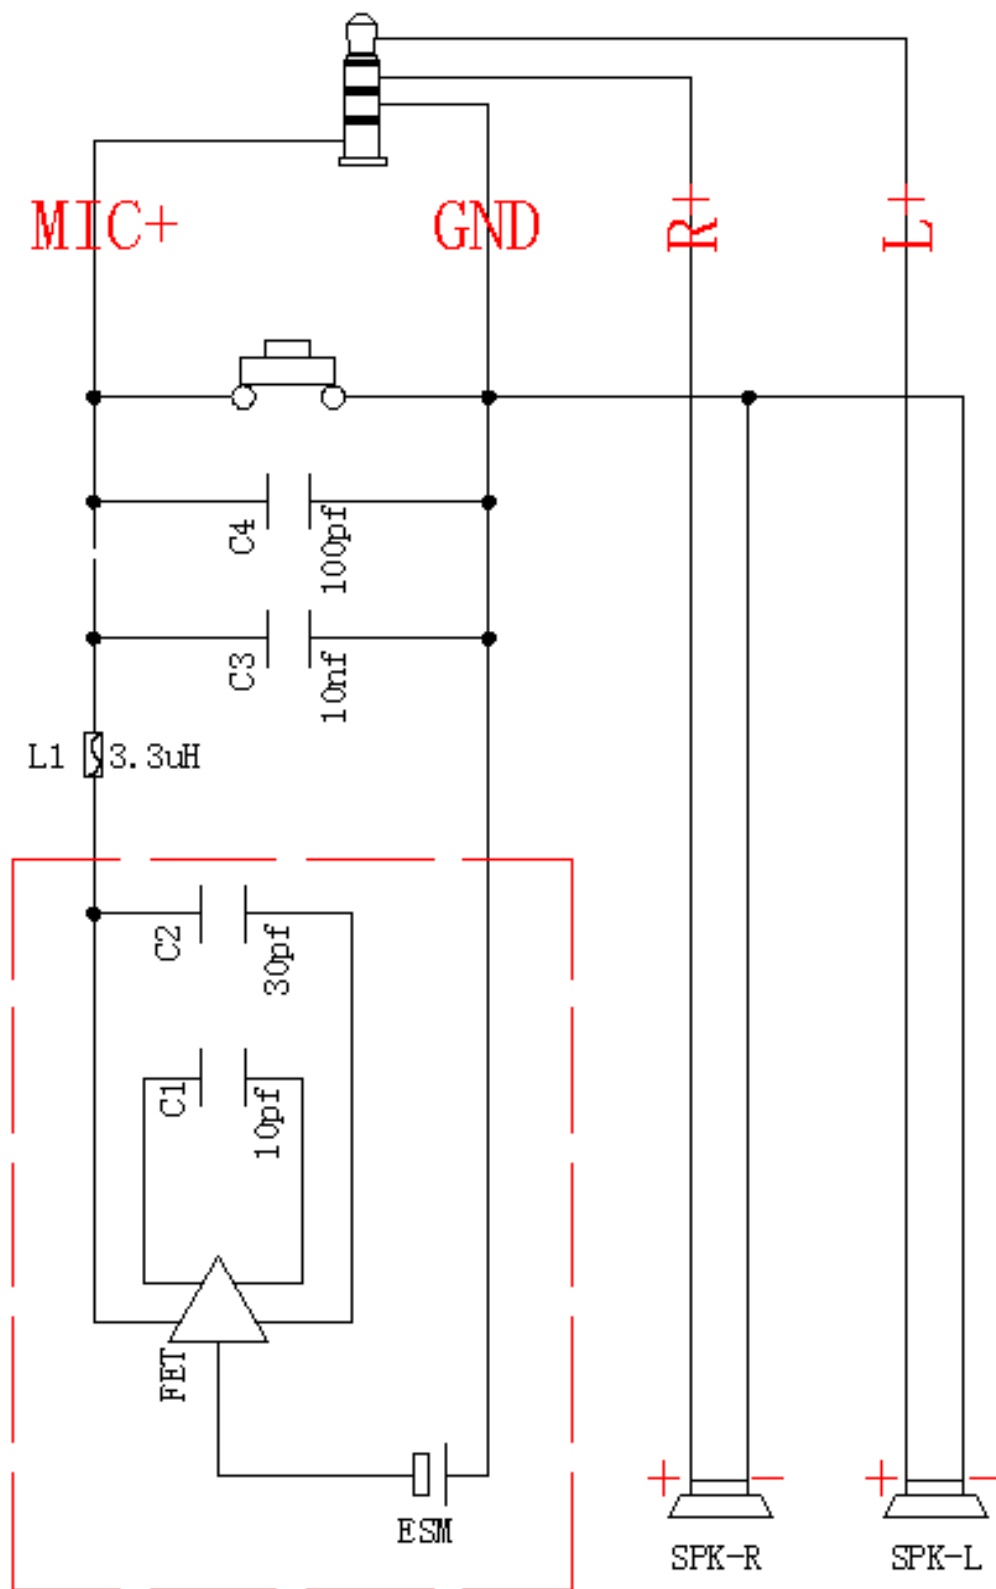 MIC+
GND
R+
L+
C4
100pf
C3
10nf
L1
3.3uH
C2
30pf
C1
10pf
FET
ESM
+
-
+
-
SPK-R
SPK-L